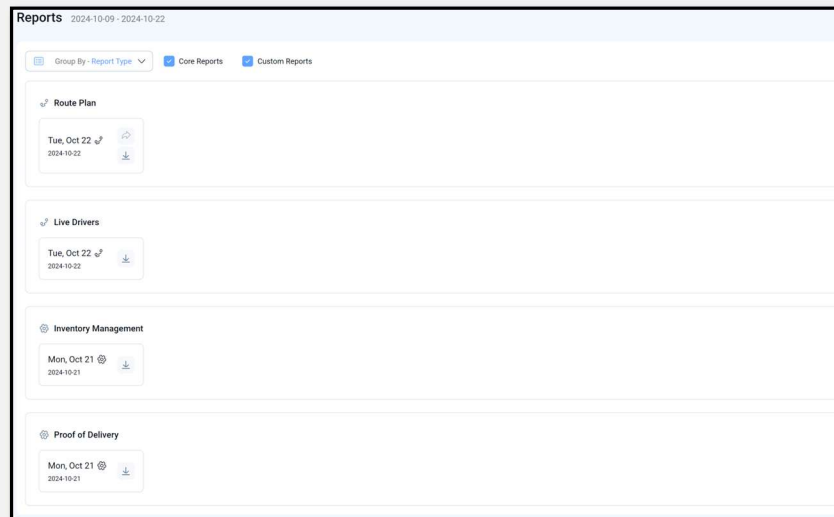 Reports 2024-10-09 - 2024-10-22
Group By - Report Type Core Reports Custom Reports
Route Plan
Tue, Oct 22
2024-10-22
Live Drivers
Tue, Oct 22
2024-10-22
Inventory Management
Mon, Oct 21
2024-10-21
Proof of Delivery
Mon, Oct 21
2024-10-21